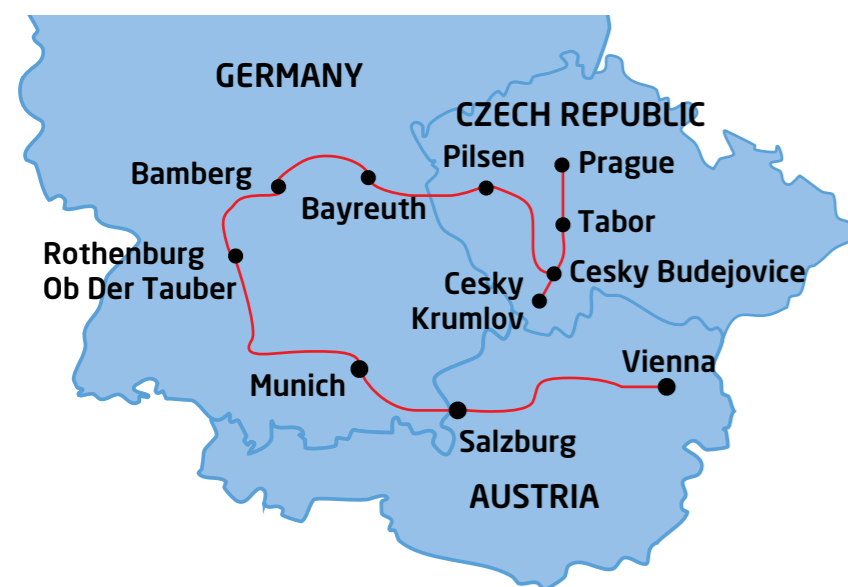 GERMANY
CZECH REPUBLIC
Pilsen
Prague
Bamberg
Bayreuth
Tabor
Rothenburg
Ob Der Tauber
Cesky Budejovice
Cesky
Krumlov
Munich
Vienna
Salzburg
AUSTRIA